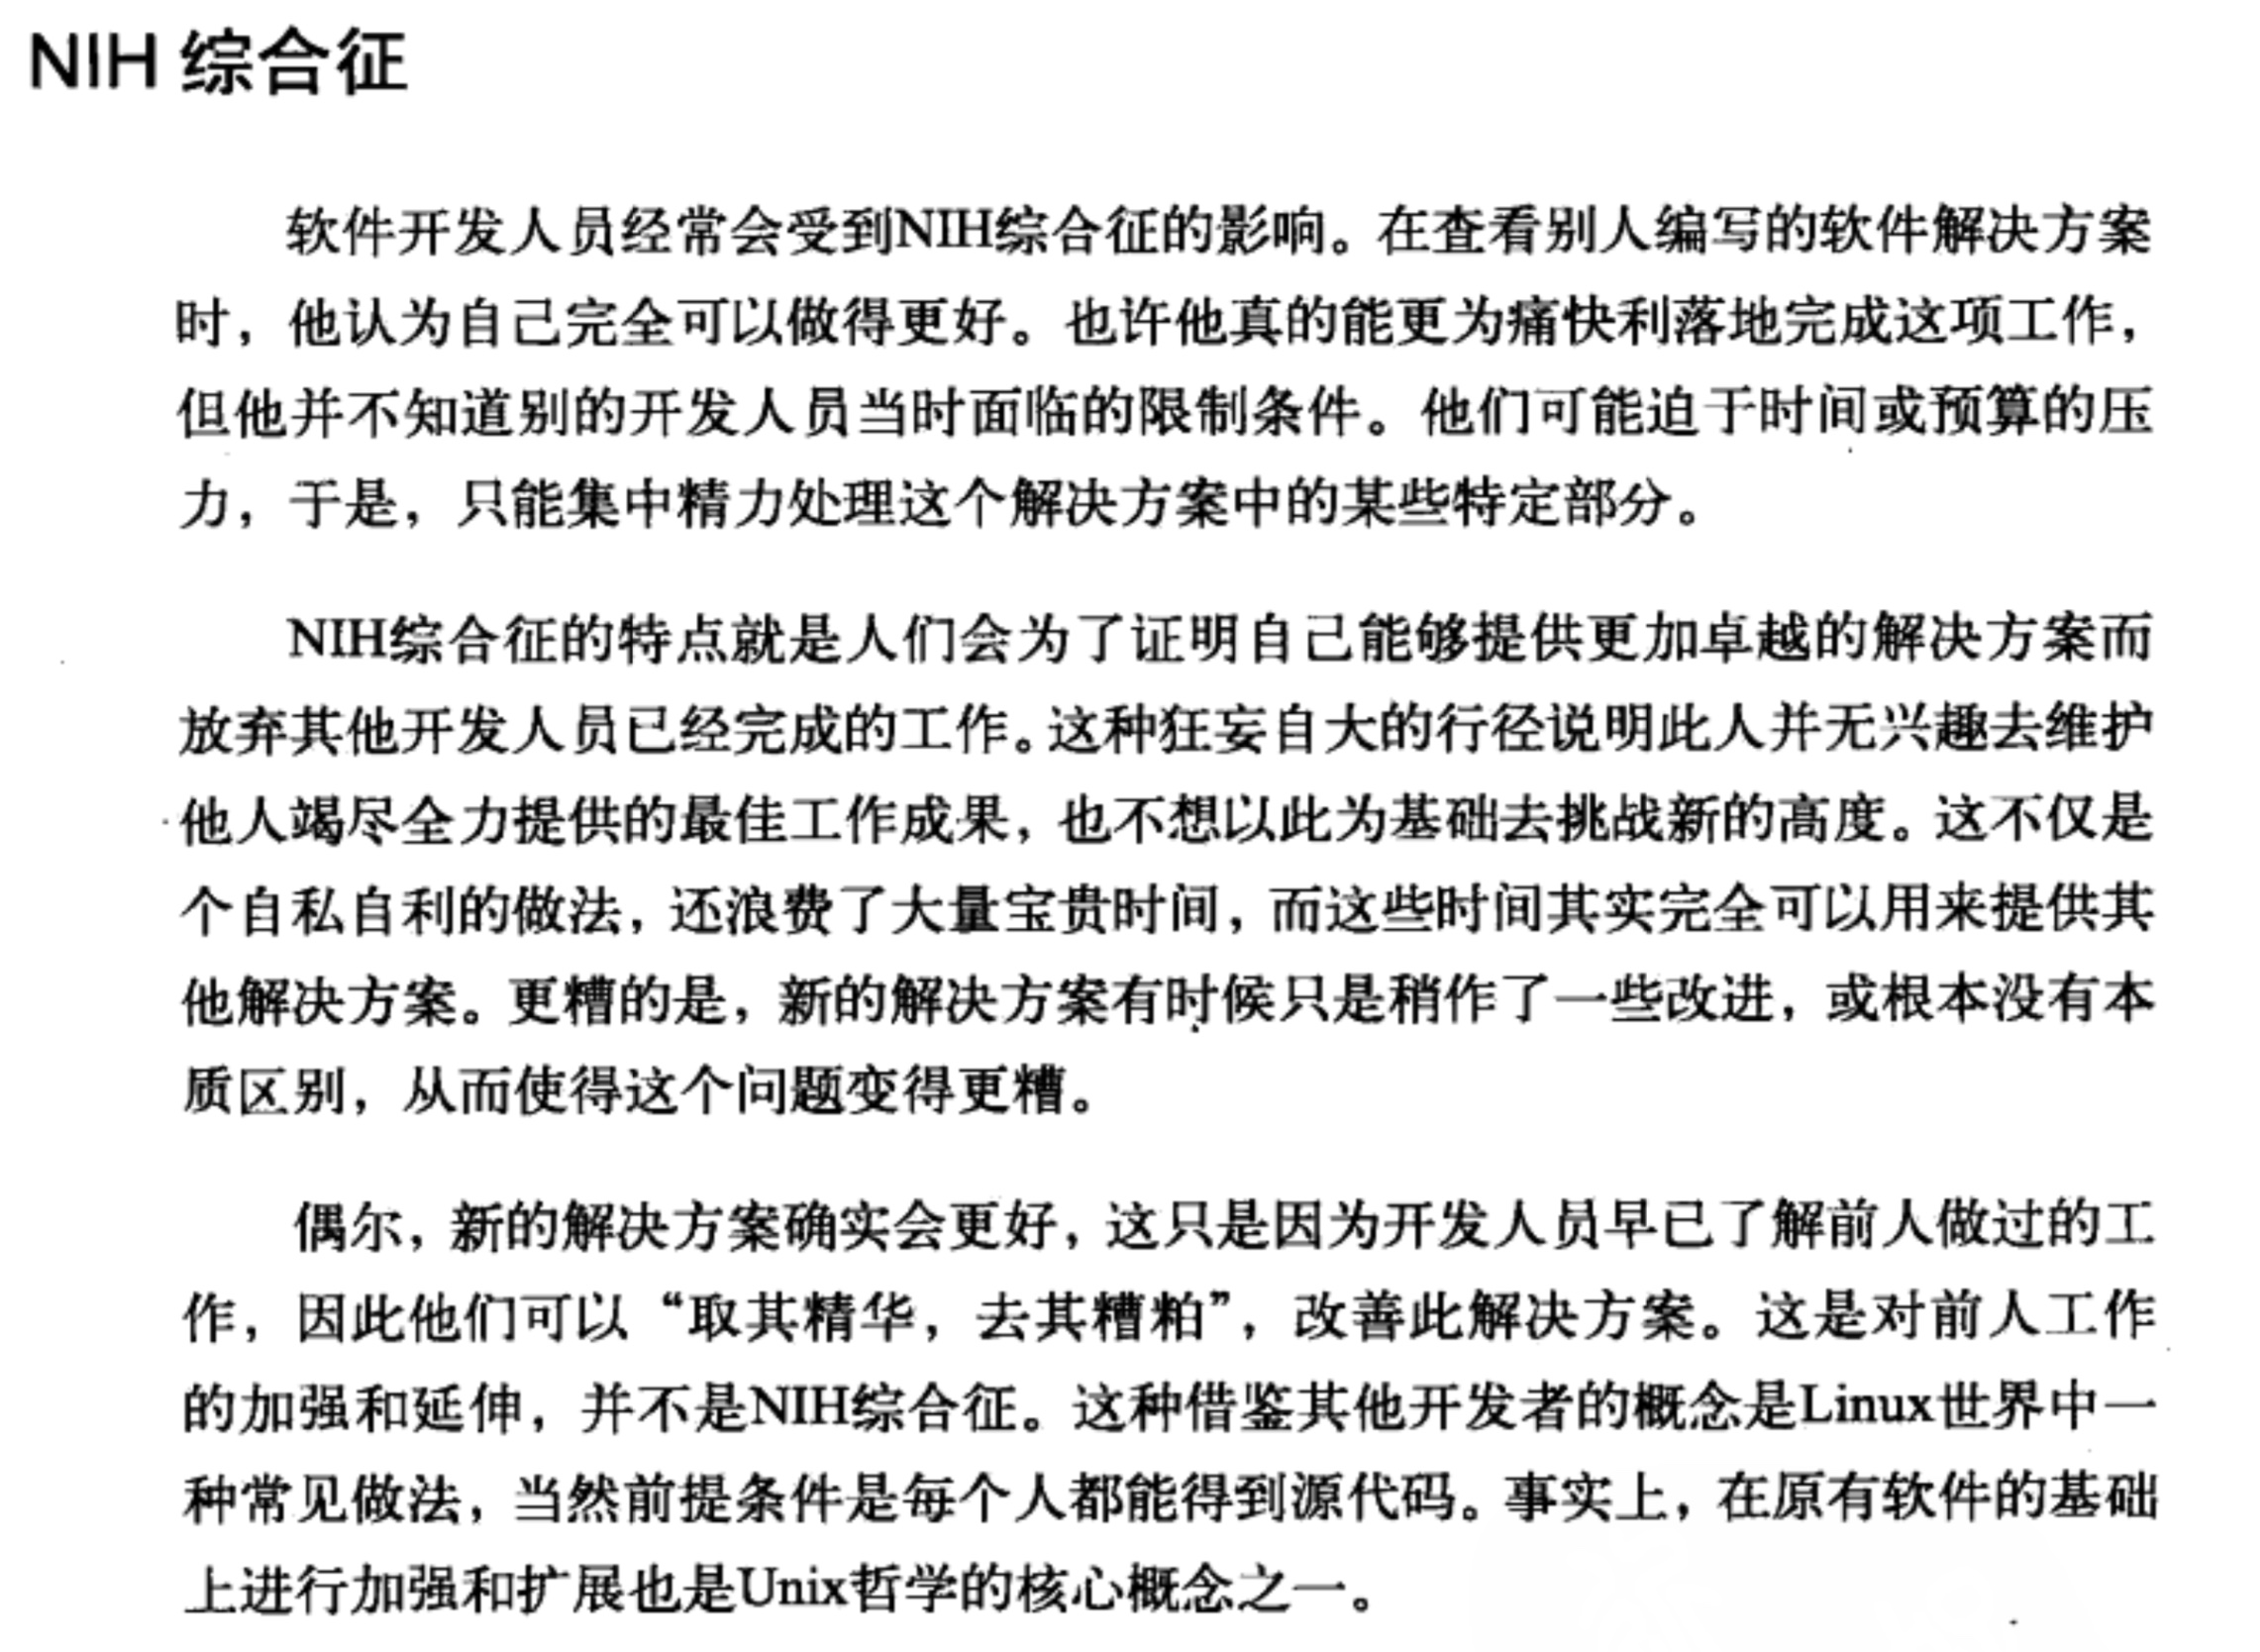 NIH 综合征
软件开发人员经常会受到NIH综合征的影响。在查看别人编写的软件解决方案
时，他认为自己完全可以做得更好。也许他真的能更为痛快利落地完成这项工作，
但他并不知道别的开发人员当时面临的限制条件。他们可能迫于时间或预算的压
力，于是，只能集中精力处理这个解决方案中的某些特定部分。
NIH综合征的特点就是人们会为了证明自己能够提供更加卓越的解决方案而
放弃其他开发人员已经完成的工作。这种狂妄自大的行径说明此人并无兴趣去维护
他人竭尽全力提供的最佳工作成果，也不想以此为基础去挑战新的高度。这不仅是
个自私自利的做法，还浪费了大量宝贵时间，而这些时间其实完全可以用来提供其
他解决方案。更糟的是，新的解决方案有时候只是稍作了一些改进，或根本没有本
质区别，从而使得这个问题变得更糟。
偶尔，新的解决方案确实会更好，这只是因为开发人员早已了解前人做过的工
作，因此他们可以“取其精华，去其糟粕”，改善此解决方案。这是对前人工作
的加强和延伸，并不是NIH综合征。这种借鉴其他开发者的概念是Linux世界中一
种常见做法，当然前提条件是每个人都能得到源代码。事实上，在原有软件的基础
上进行加强和扩展也是Unix哲学的核心概念之一。